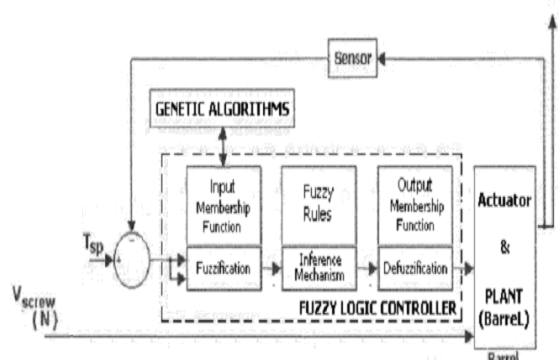 Sensor
GENETIC ALGORITHMS
Input
Membership
Function
Fuzzy
Rules
Output
Membership
Function
Fuzzification
Inference
Mechanism
Defuzzification
FUZZY LOGIC CONTROLLER
Actuator
&
PLANT
(BarreL)
Tsp
+
−
Vscrew
(N)
Barrel